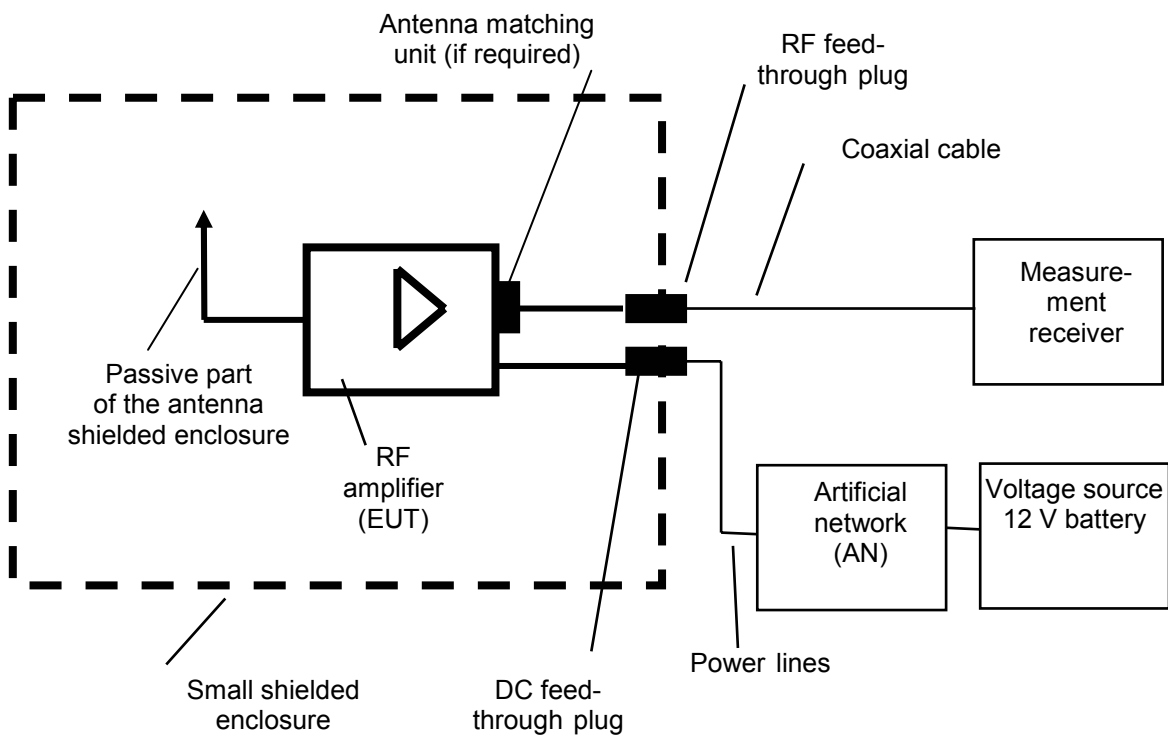 Antenna matching
unit (if required)
RF feed-
through plug
Coaxial cable
Measure-
ment
receiver
Passive part
of the antenna
shielded enclosure
RF
amplifier
(EUT)
Artificial
network
(AN)
Voltage source
12 V battery
Power lines
Small shielded
enclosure
DC feed-
through plug